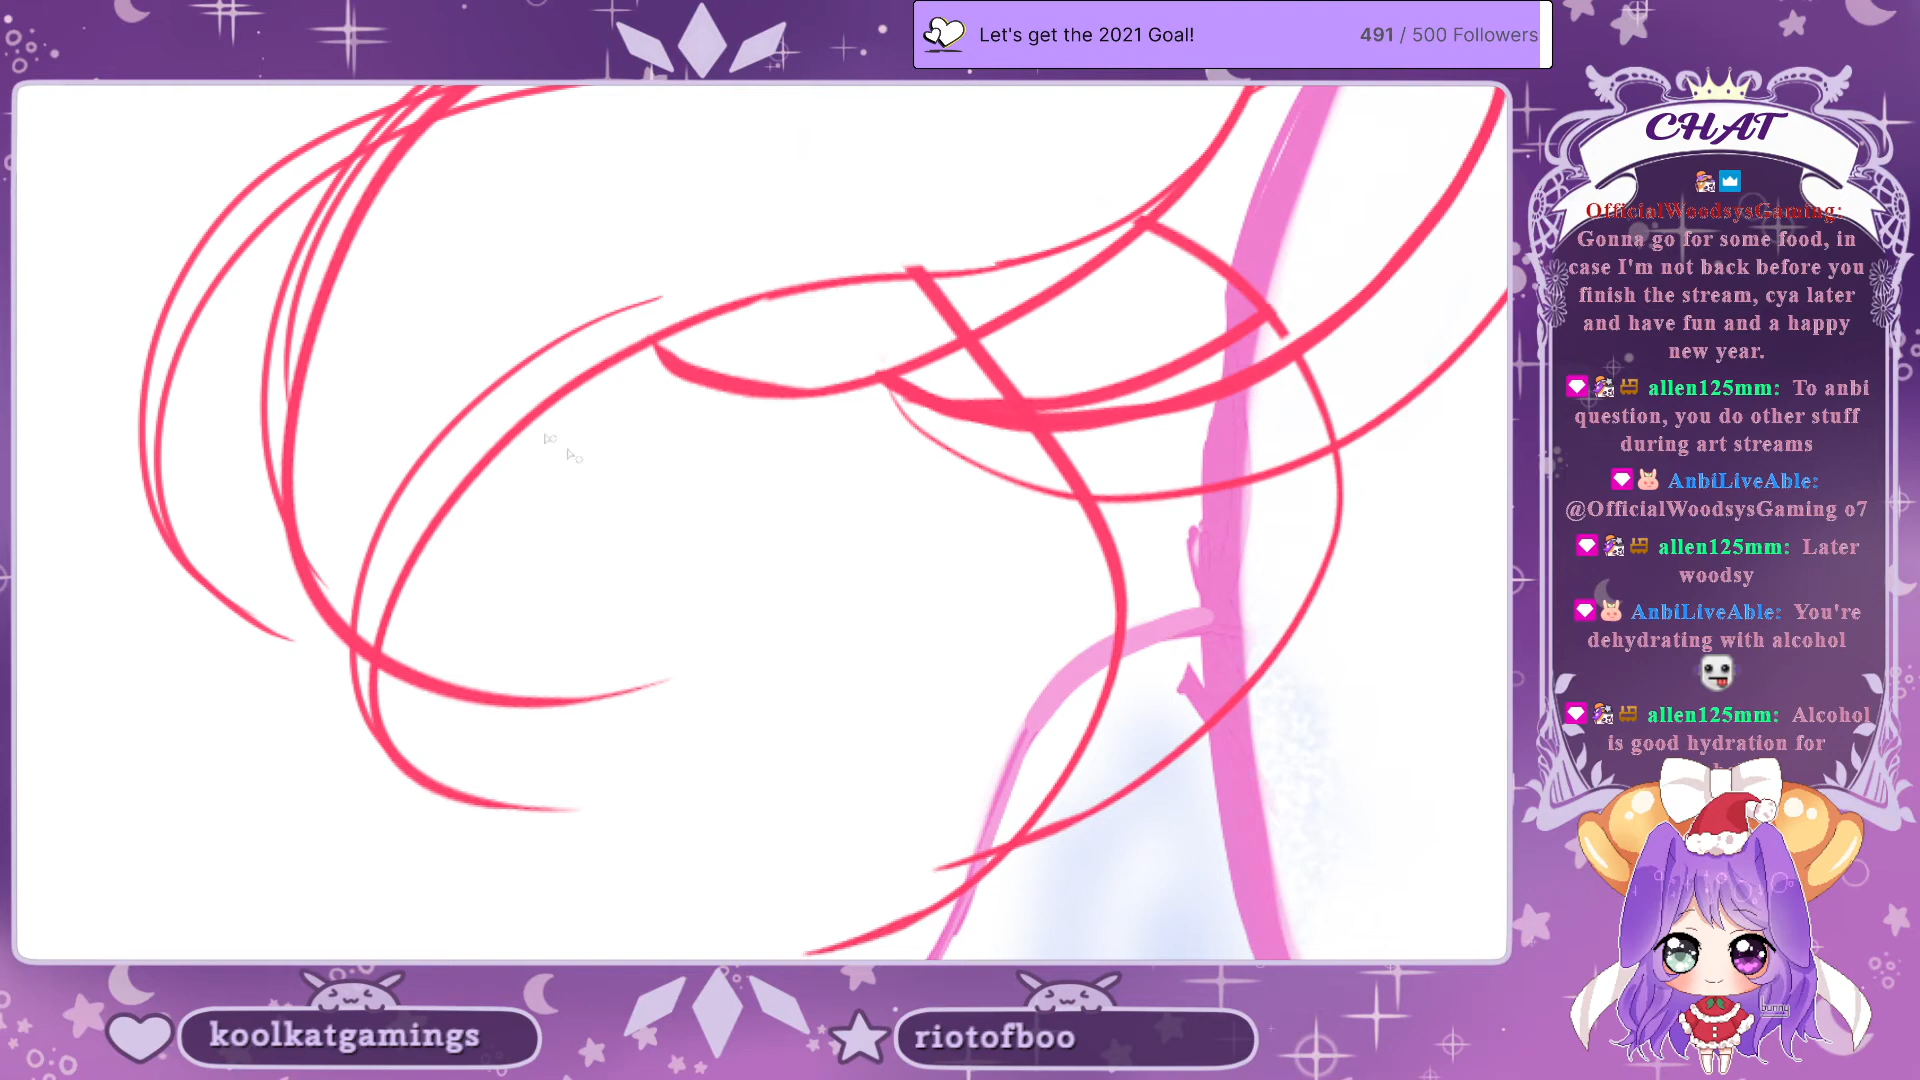 Let's get the 2021 Goal!
491 / 500 Followers
CHAT
OfficialWoodsysGaming:
Gonna go for some food, in
case I'm not back before you
finish the stream, cya later
and have fun and a happy
new year.
allen125mm: To anbi
question, you do other stuff
during art streams
AnbiLiveAble:
@OfficialWoodsysGaming o7
allen125mm: Later
woodsy
AnbiLiveAble: You're
dehydrating with alcohol
allen125mm: Alcohol
is good hydration for
bunny
koolkatgamings
riotofboo